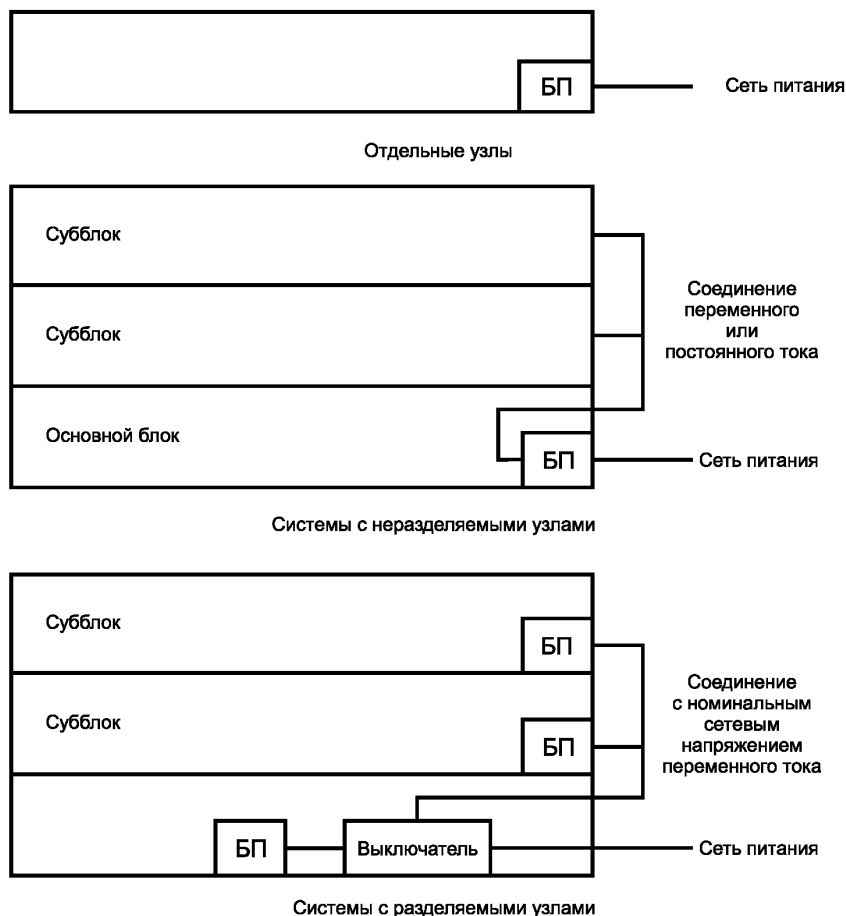 БП
Сеть питания
Отдельные узлы
Субблок
Субблок
Соединение
переменного
или
постоянного тока
Основной блок
БП
Сеть питания
Системы с неразделяемыми узлами
Субблок
БП
Субблок
БП
Соединение
с номинальным
сетевым
напряжением
переменного тока
БП
Выключатель
Сеть питания
Системы с разделяемыми узлами